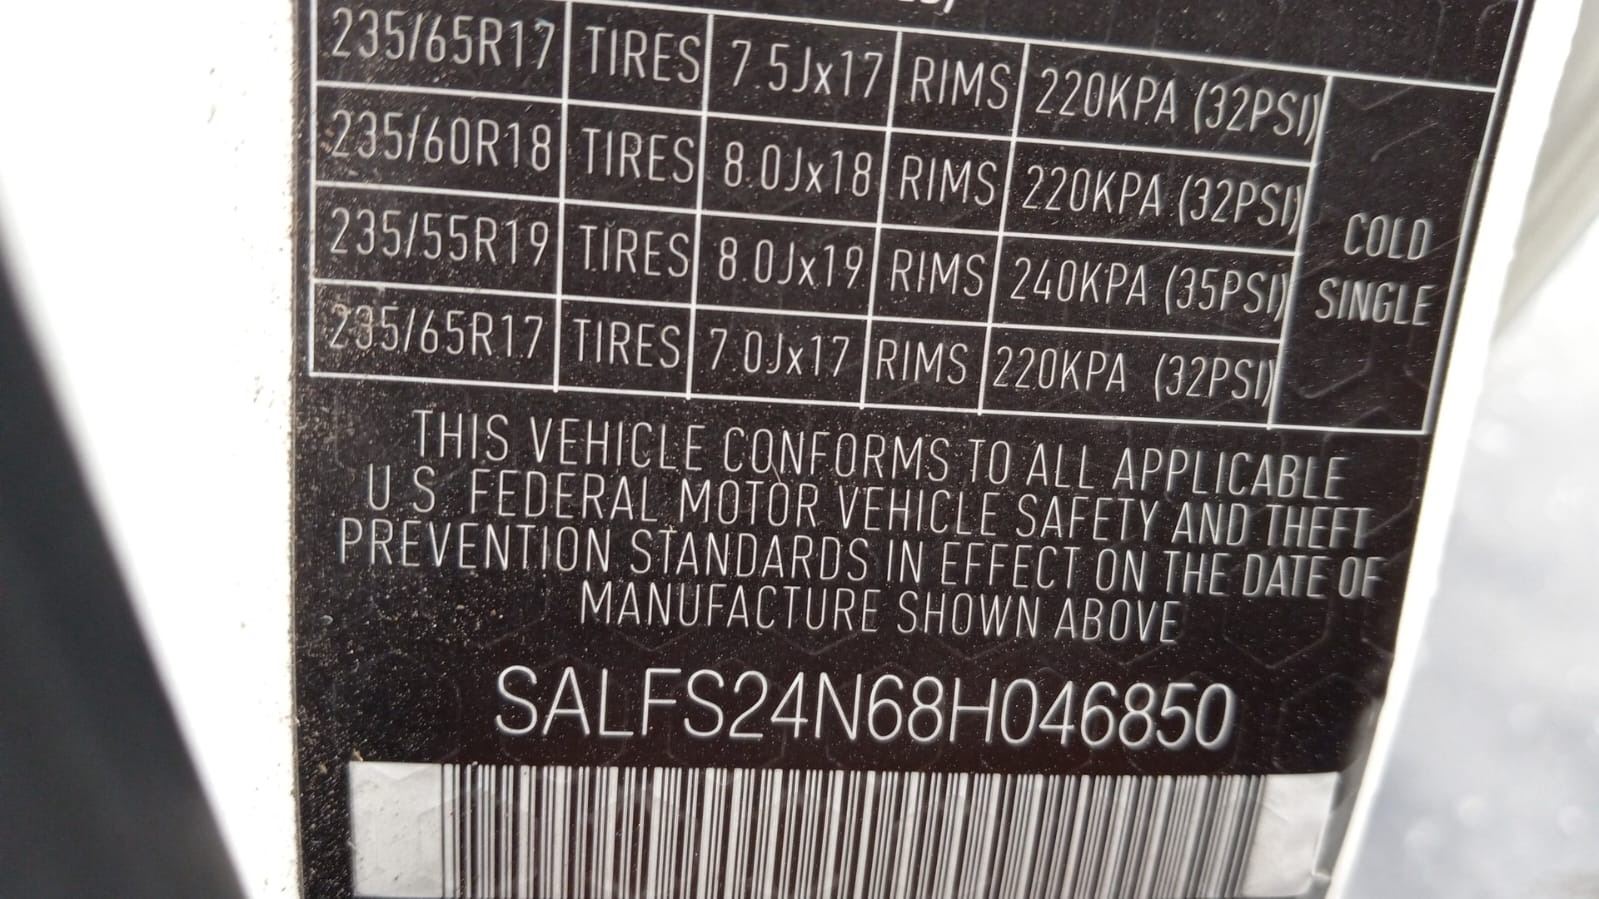 235/65R17 TIRES 7.5Jx17 RIMS 220KPA (32PSI)
235/60R18 TIRES 8.0Jx18 RIMS 220KPA (32PSI)
235/55R19 TIRES 8.0Jx19 RIMS 240KPA (35PSI)
235/65R17 TIRES 7.0Jx17 RIMS 220KPA (32PSI)
COLD
SINGLE
THIS VEHICLE CONFORMS TO ALL APPLICABLE
U S FEDERAL MOTOR VEHICLE SAFETY AND THEFT
PREVENTION STANDARDS IN EFFECT ON THE DATE OF
MANUFACTURE SHOWN ABOVE
SALFS24N68H046850